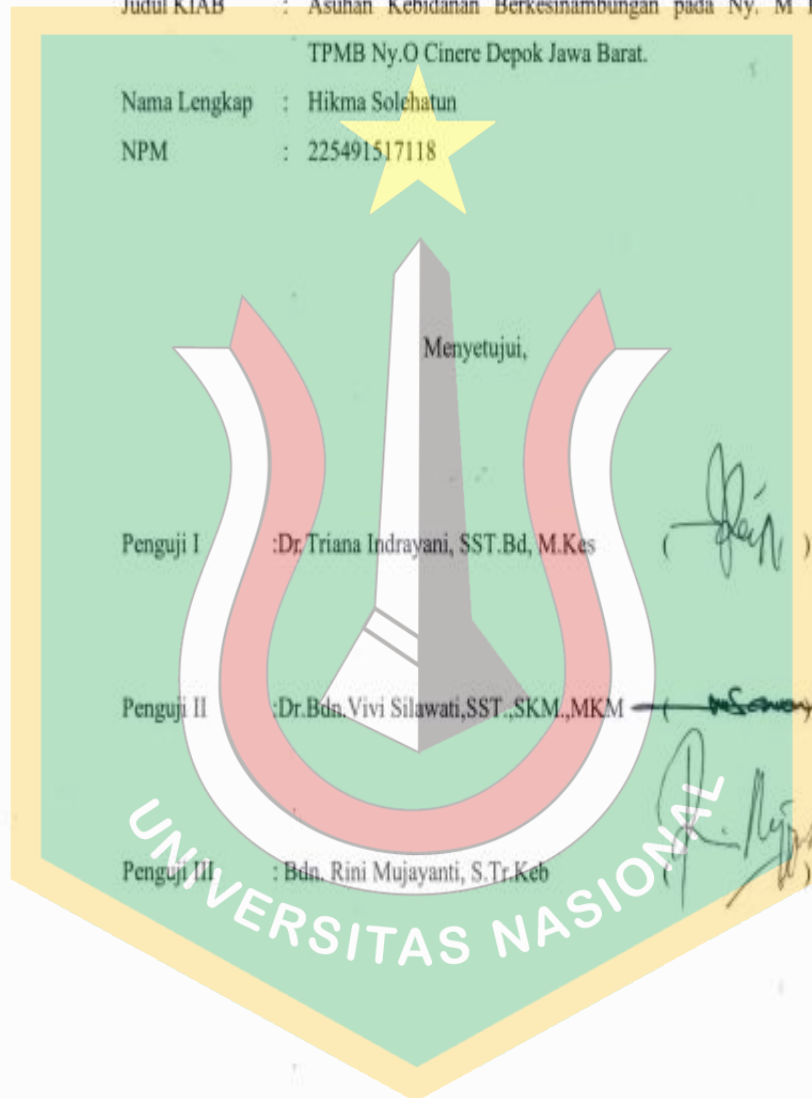 Judul KIAB : Asuhan Kebidanan Berkesinambungan pada Ny. M
TPMB Ny.O Cinere Depok Jawa Barat.
Nama Lengkap : Hikma Solehatun
NPM : 225491517118
Menyetujui,
Penguji I :Dr. Triana Indrayani, SST.Bd, M.Kes ( )
Penguji II :Dr.Bdn.Vivi Silawati,SST.,SKM.,MKM ( )
Penguji III : Bdn. Rini Mujayanti, S.Tr.Keb ( )
UNIVERSITAS NASIONAL